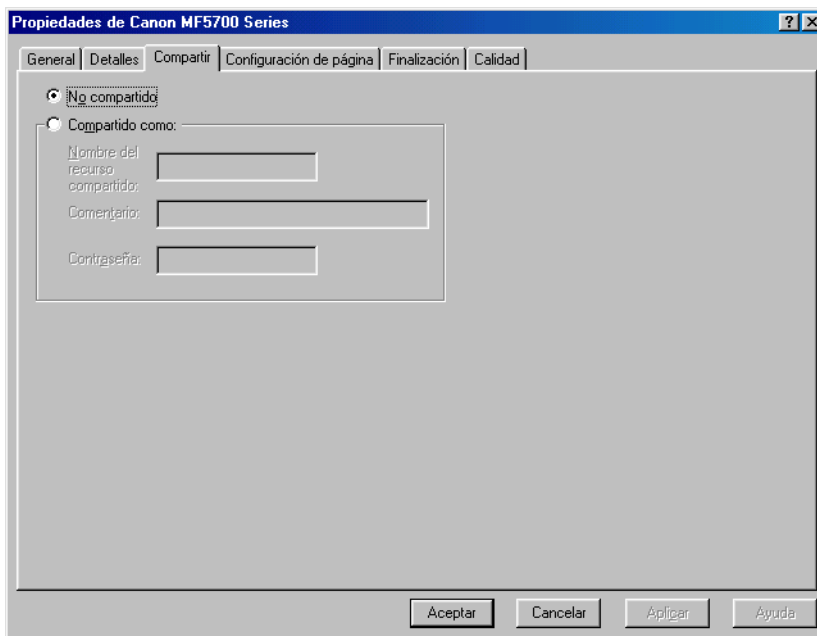 Propiedades de Canon MF5700 Series
General Detalles Compartir Configuración de página Finalización Calidad
No compartido
Compartido como:
Nombre del
recurso
compartido:
Comentario:
Contraseña:
Aceptar Cancelar Aplicar Ayuda